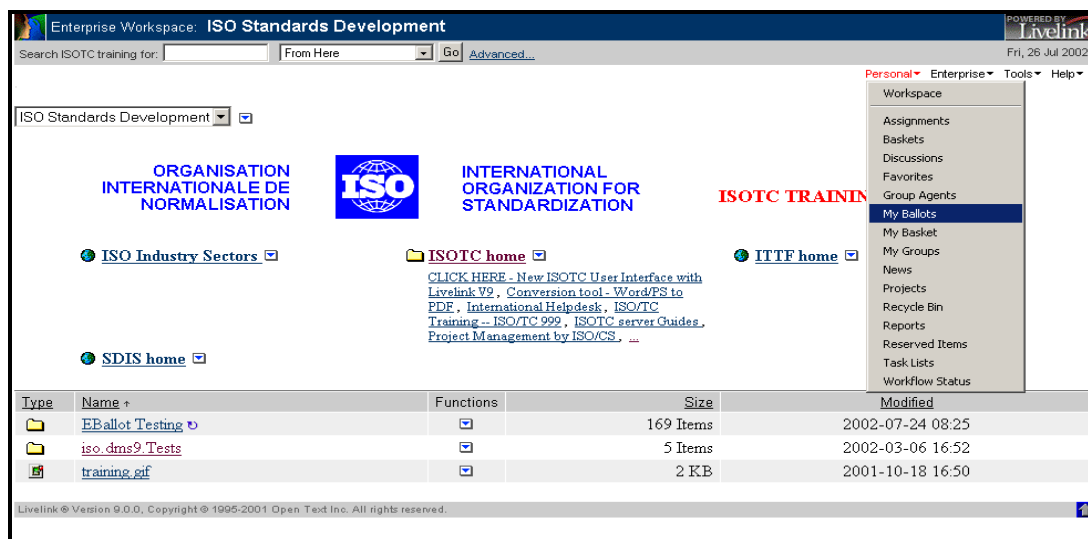 Enterprise Workspace: ISO Standards Development
POWERED BY
Livelink
Search ISOTC training for: From Here Go Advanced...
Fri, 26 Jul 2002
Personal Enterprise Tools Help
Workspace
Assignments
Baskets
Discussions
Favorites
Group Agents
My Ballots
My Basket
My Groups
News
Projects
Recycle Bin
Reports
Reserved Items
Task Lists
Workflow Status
ISO Standards Development
ORGANISATION
INTERNATIONALE DE
NORMALISATION
ISO
INTERNATIONAL
ORGANIZATION FOR
STANDARDIZATION
ISOTC TRAININ
ISO Industry Sectors
ISOTC home
CLICK HERE - New ISOTC User Interface with
Livelink V9 , Conversion tool - Word/PS to
PDF , International Helpdesk , ISO/TC
Training -- ISO/TC 999 , ISOTC server Guides ,
Project Management by ISO/CS , ...
ITTF home
SDIS home
Type Name Functions Size Modified
EBallot Testing 169 Items 2002-07-24 08:25
iso.dms9.Tests 5 Items 2002-03-06 16:52
training.gif 2 KB 2001-10-18 16:50
Livelink ® Version 9.0.0, Copyright © 1995-2001 Open Text Inc. All rights reserved.